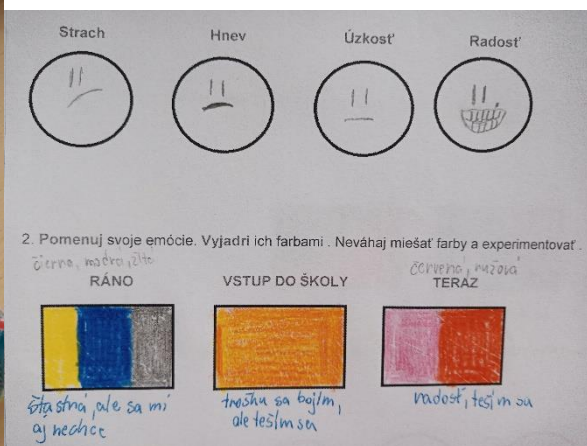 Strach Hnev Úzkosť Radosť
2. Pomenuj svoje emócie. Vyjadri ich farbami . Neváhaj miešať farby a experimentovať .
čierna, modrá, žltá červená, ružová
RÁNO VSTUP DO ŠKOLY TERAZ
šťastná, ale sa mi trošku sa bojím, radosť, teším sa
aj nechce ale teším sa